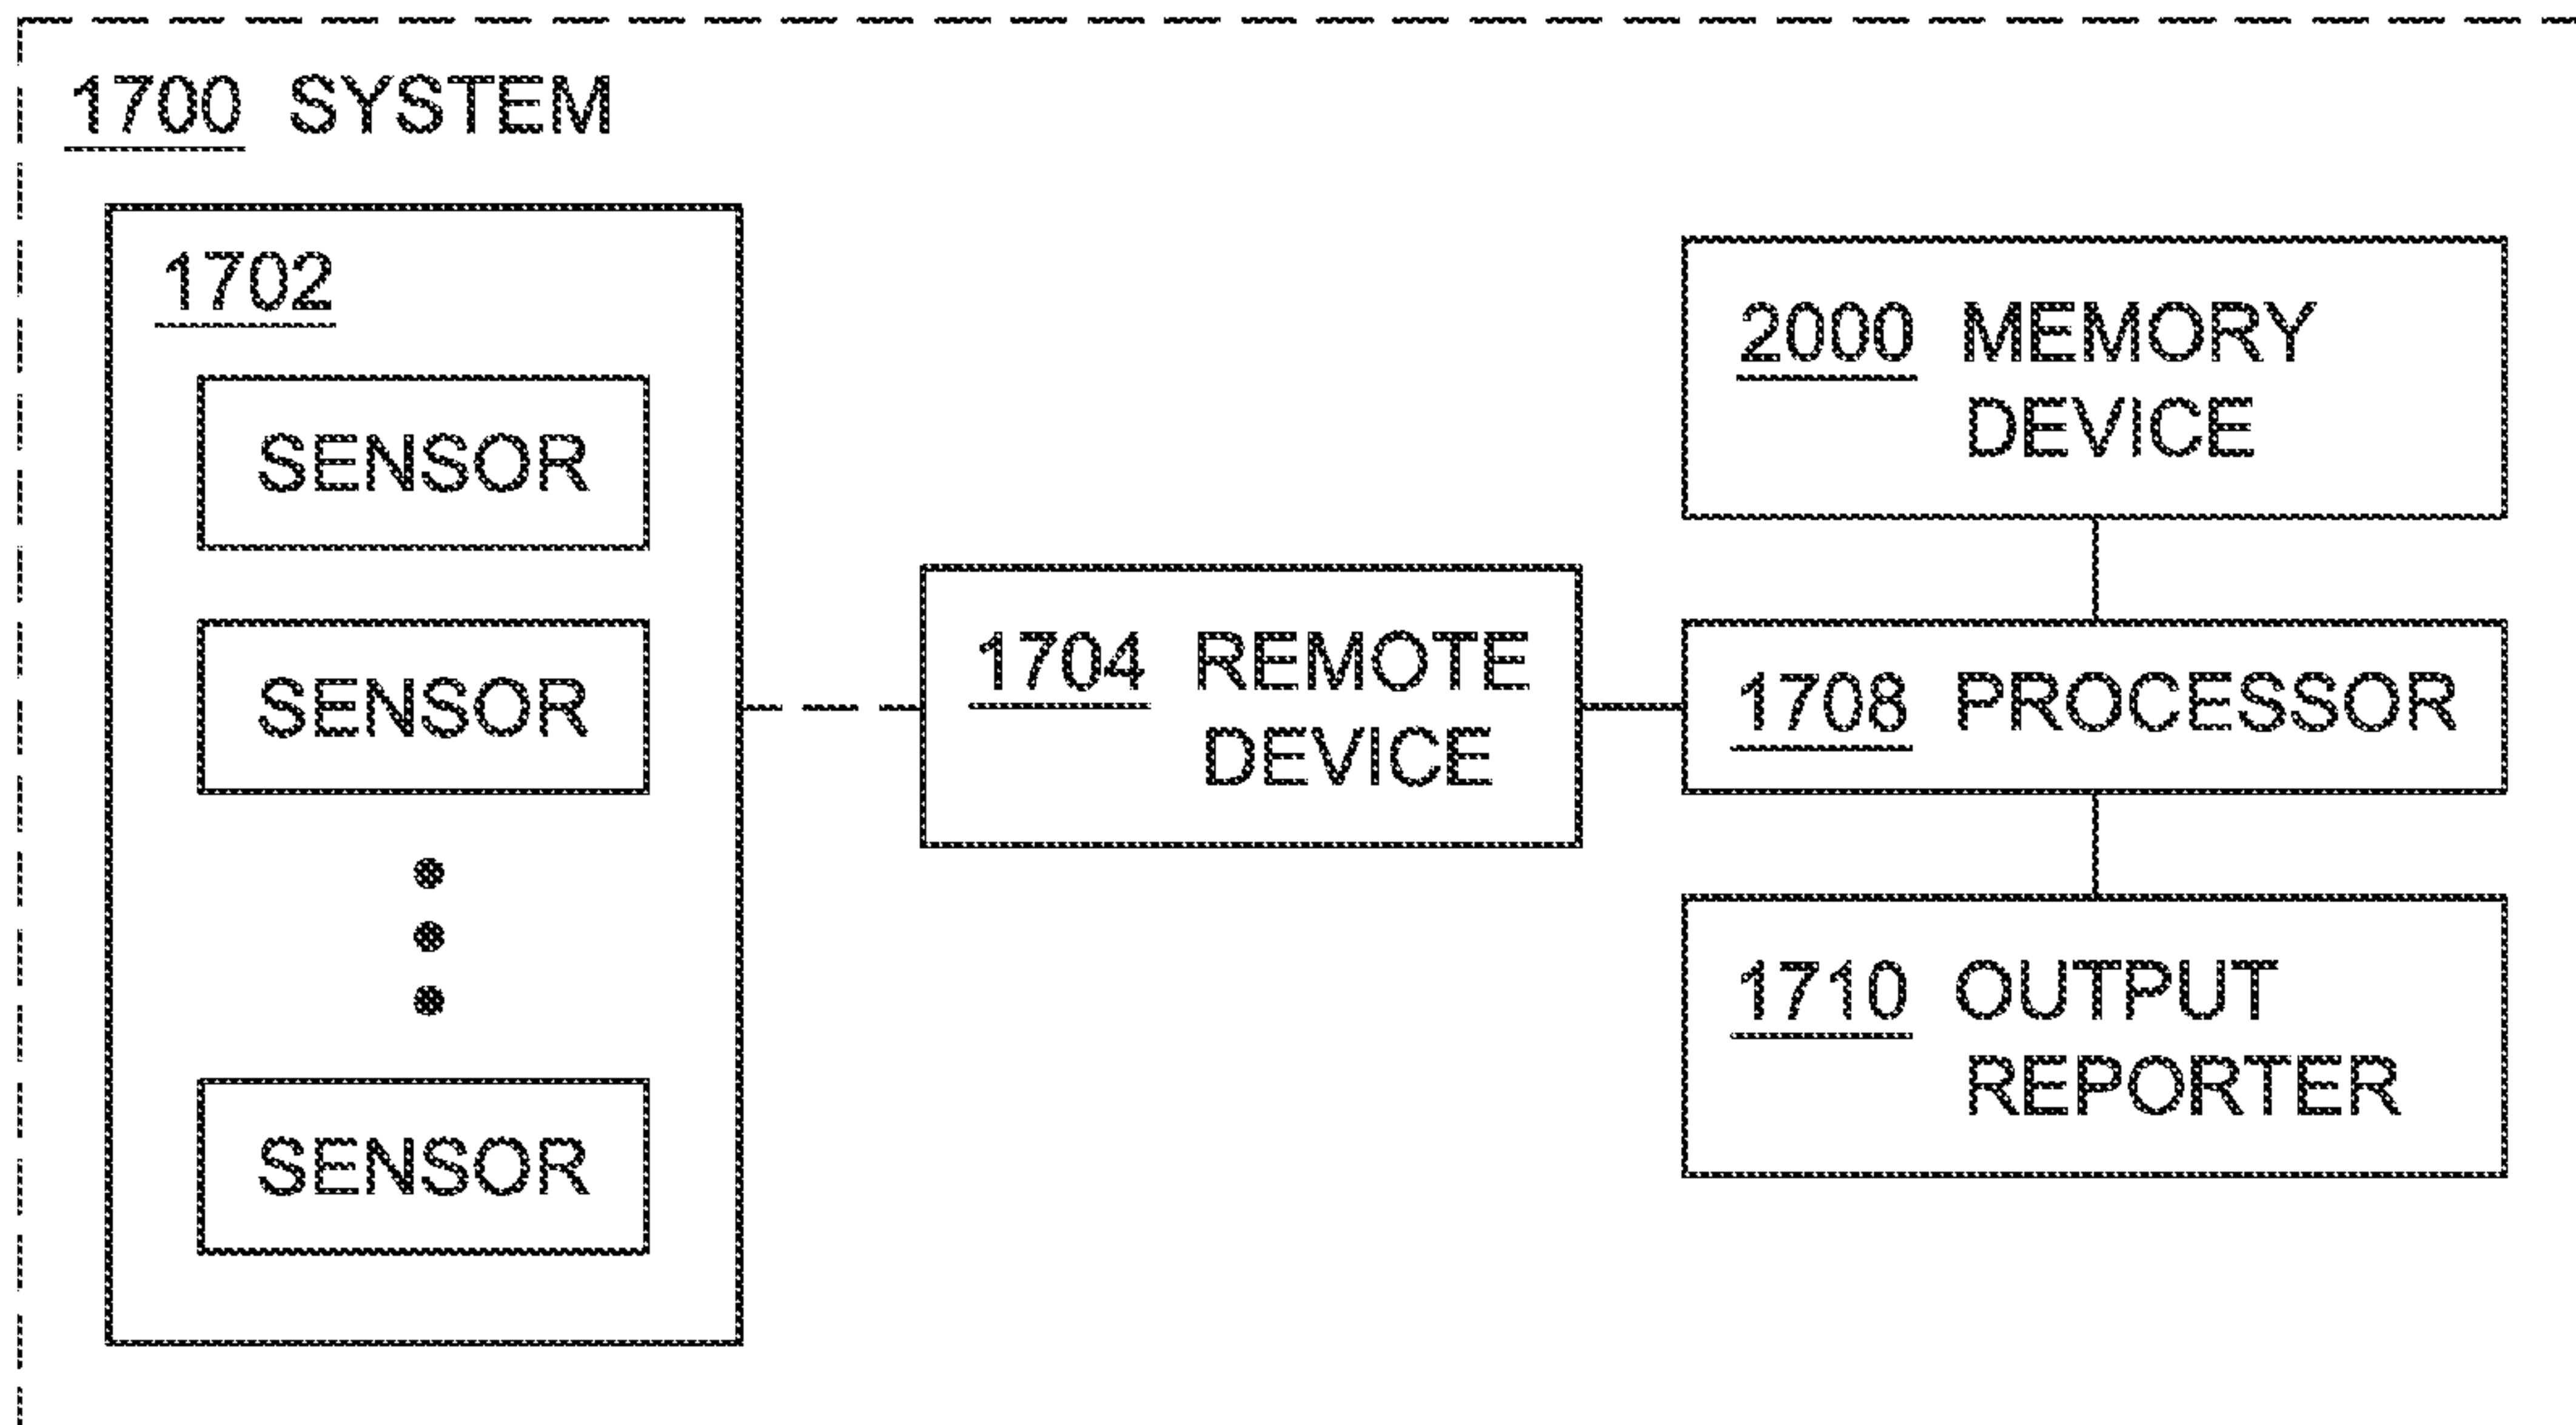 1700 SYSTEM
1702
SENSOR
SENSOR
SENSOR
1704 REMOTE
DEVICE
2000 MEMORY
DEVICE
1708 PROCESSOR
1710 OUTPUT
REPORTER